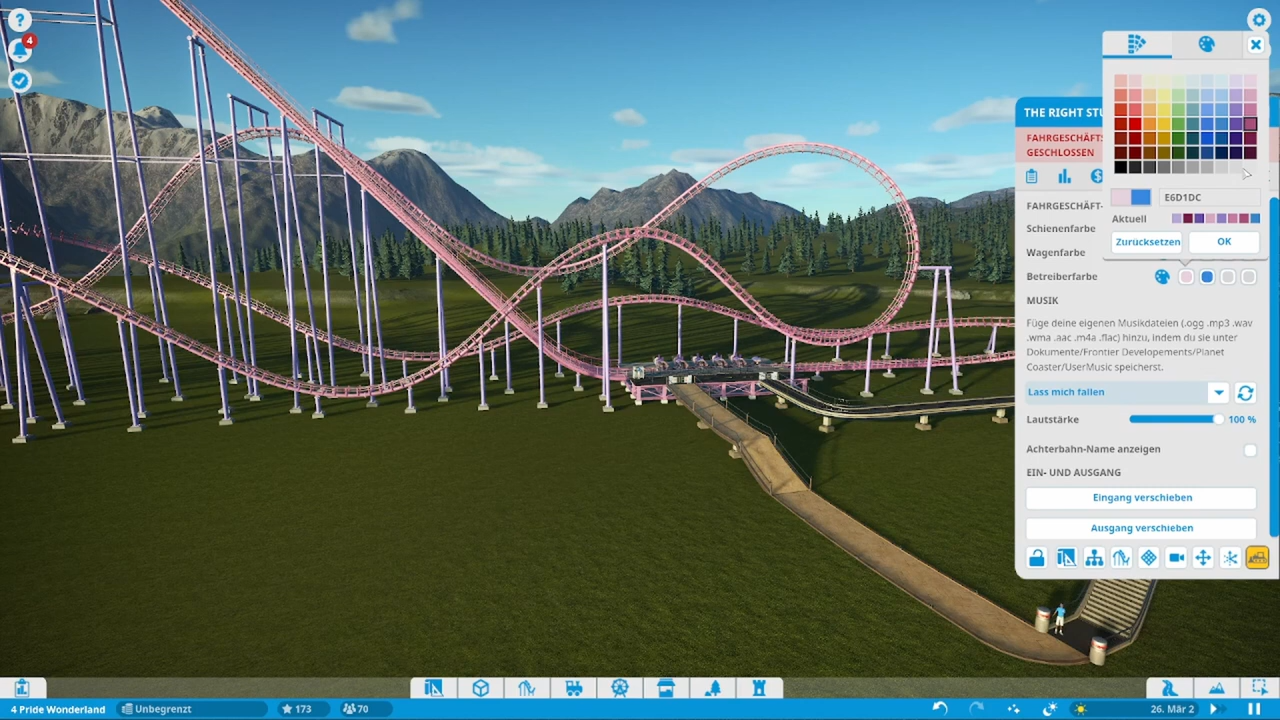 4
THE RIGHT STU
FAHRGESCHÄFT:
GESCHLOSSEN
FAHRGESCHÄFT-
Schienenfarbe
Wagenfarbe
E6D1DC
Aktuell
Zurücksetzen
OK
Betreiberfarbe
MUSIK
Füge deine eigenen Musikdateien (.ogg .mp3 .wav
.wma .aac .m4a .flac) hinzu, indem du sie unter
Dokumente/Frontier Developements/Planet
Coaster/UserMusic speicherst.
Lass mich fallen
Lautstärke
100 %
Achterbahn-Name anzeigen
EIN- UND AUSGANG
Eingang verschieben
Ausgang verschieben
4 Pride Wonderland
Unbegrenzt
173
70
26. Mär 2